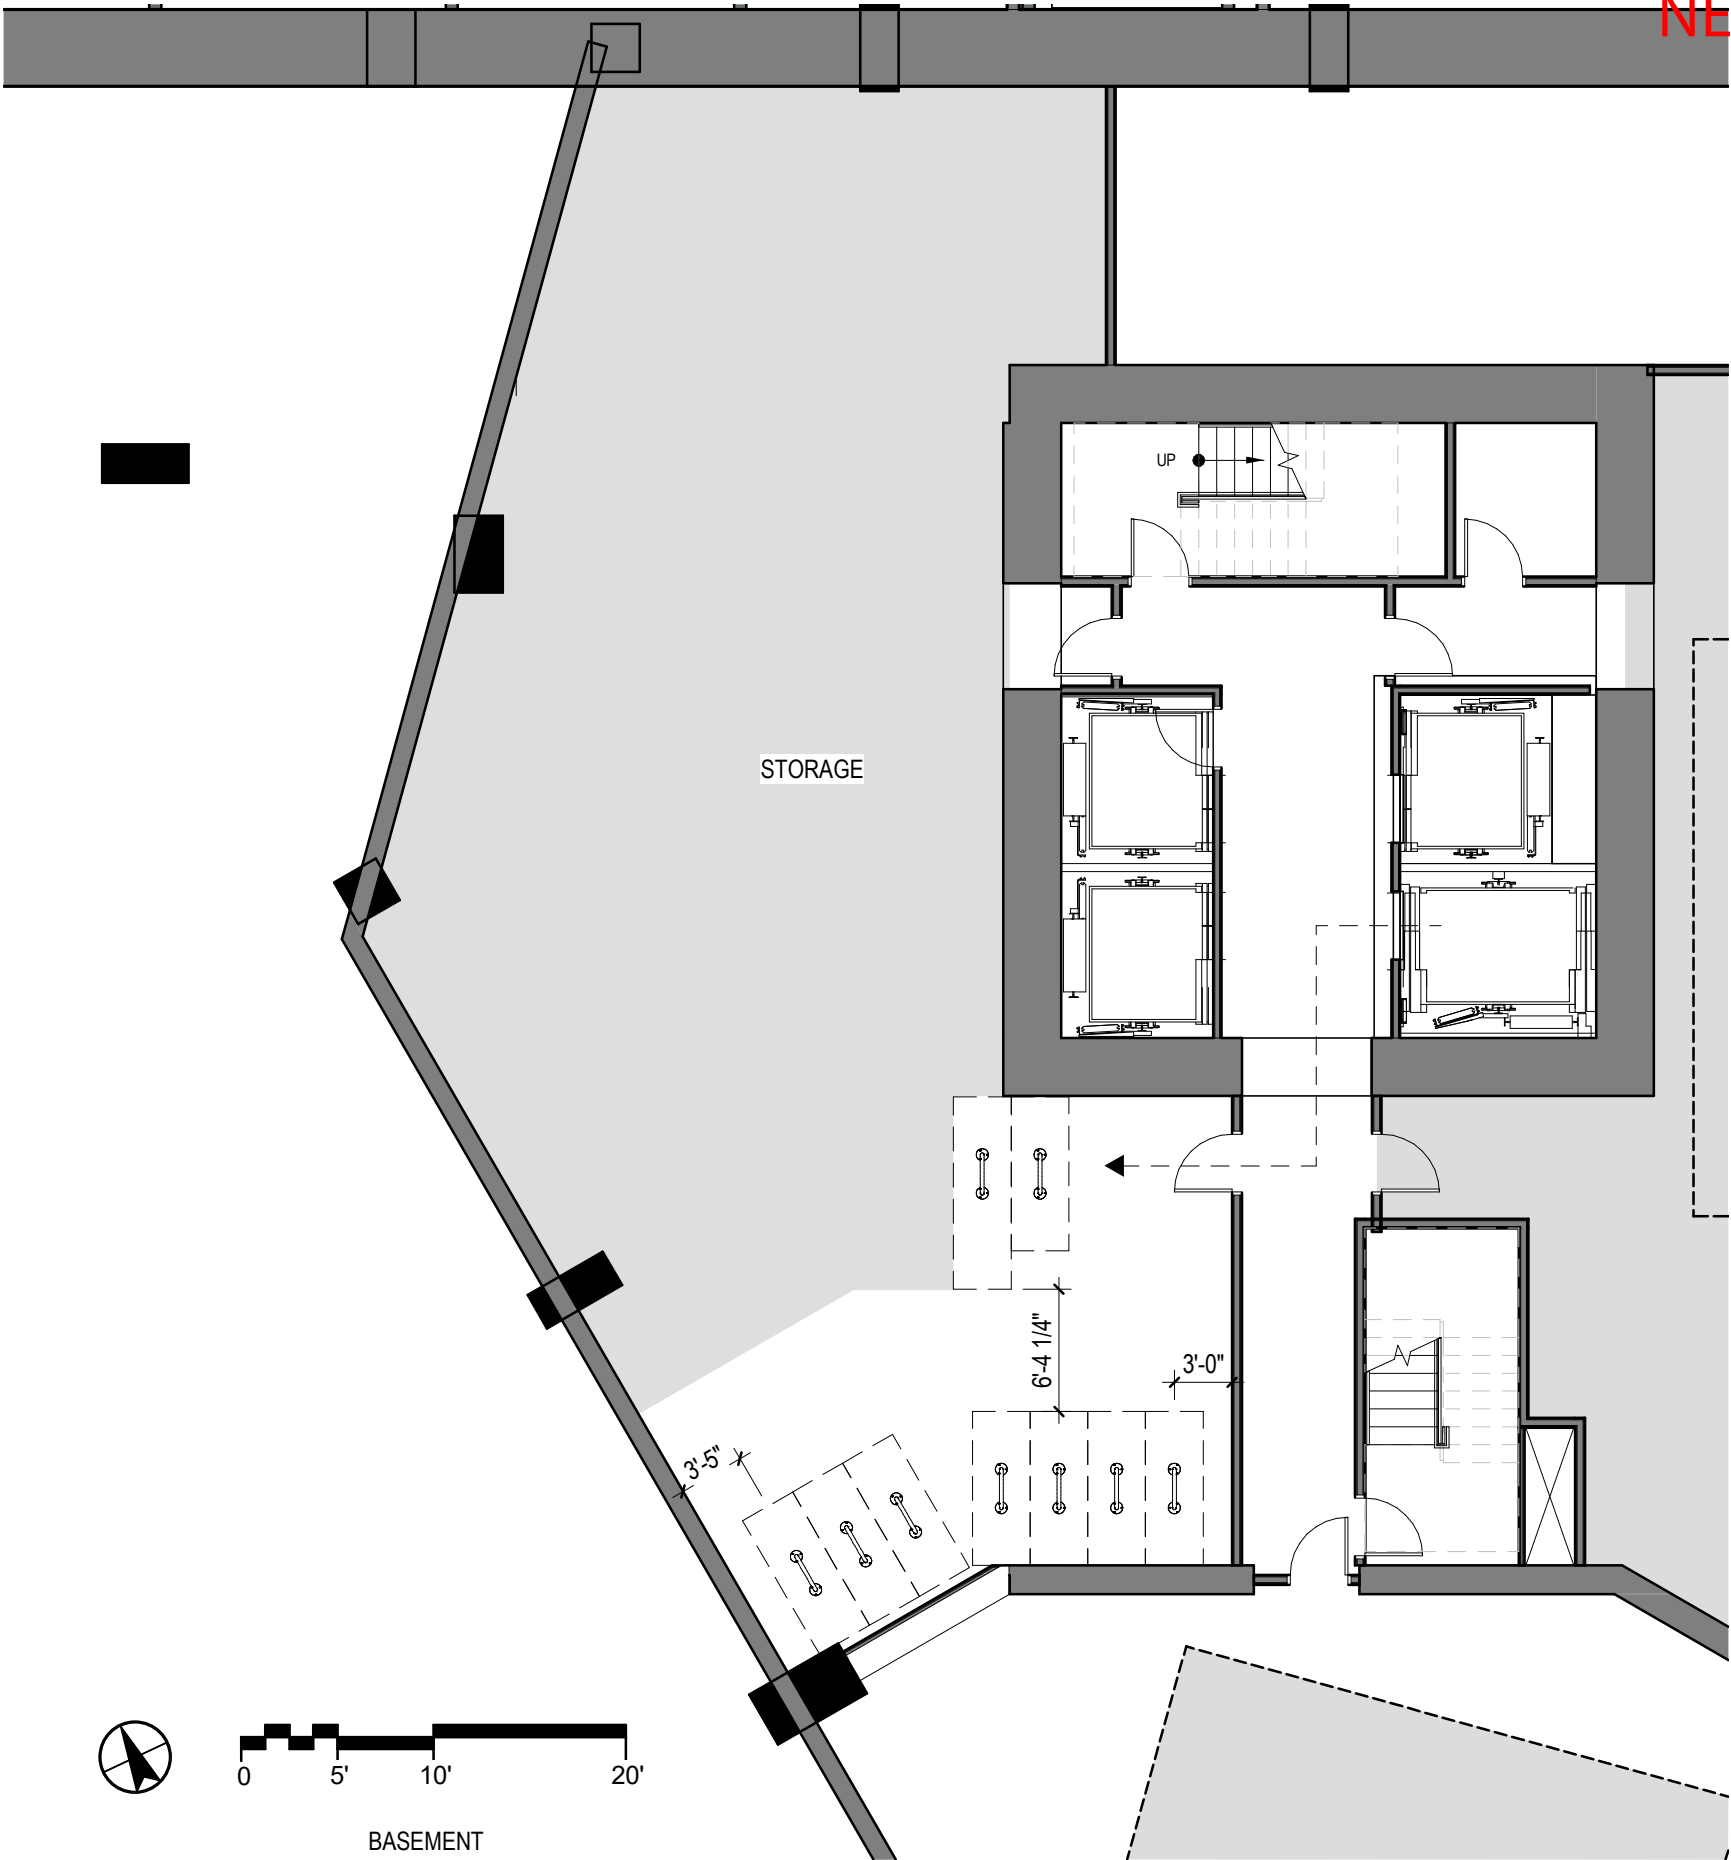 NE
UP
STORAGE
6'-4 1/4"
3'-0"
3'-5"
0 5' 10' 20'
BASEMENT